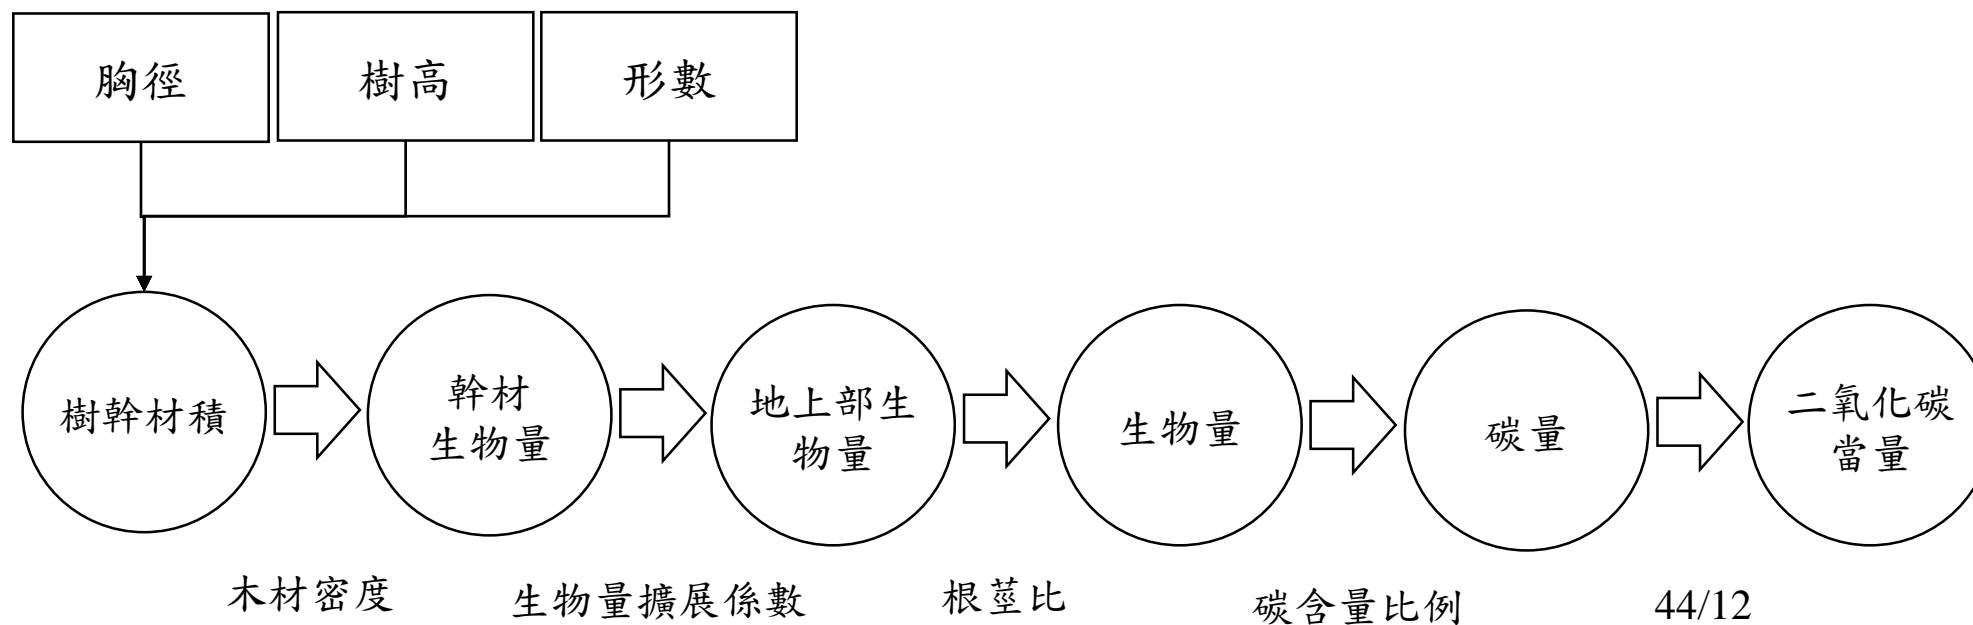 胸徑
樹高
形數
樹幹材積
幹材
生物量
地上部生
物量
生物量
碳量
二氧化碳
當量
木材密度
生物量擴展係數
根莖比
碳含量比例
44/12